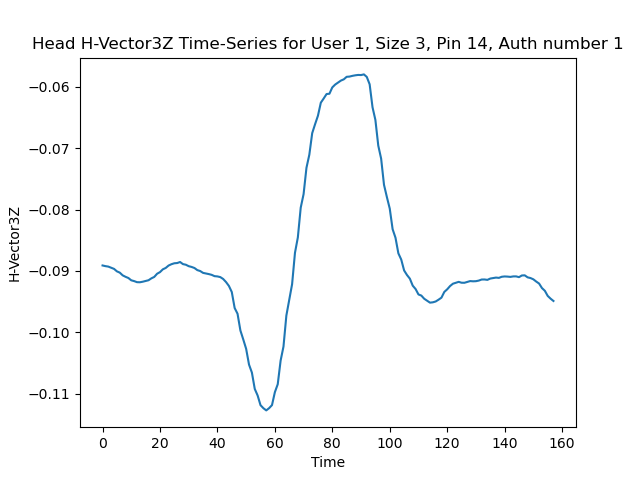 Head H-Vector3Z Time-Series for User 1, Size 3, Pin 14, Auth number 1
H-Vector3Z
−0.06
−0.07
−0.08
−0.09
−0.10
−0.11
0 20 40 60 80 100 120 140 160
Time